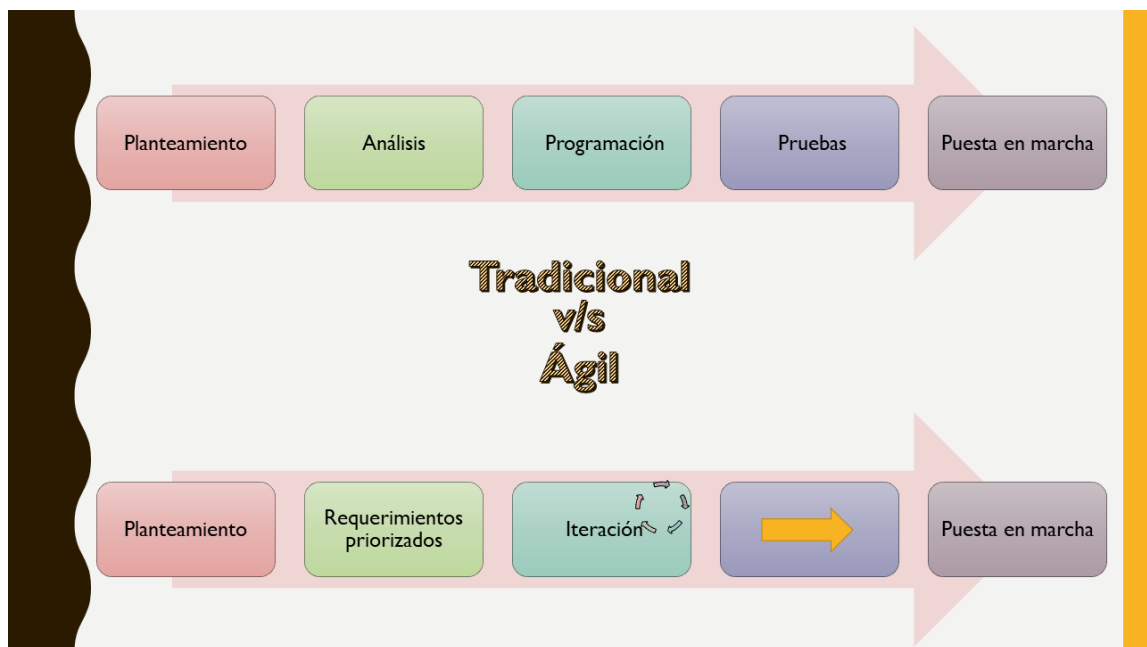 Planteamiento
Análisis
Programación
Pruebas
Puesta en marcha
Tradicional
v/s
Ágil
Planteamiento
Requerimientos
priorizados
Iteración
Puesta en marcha